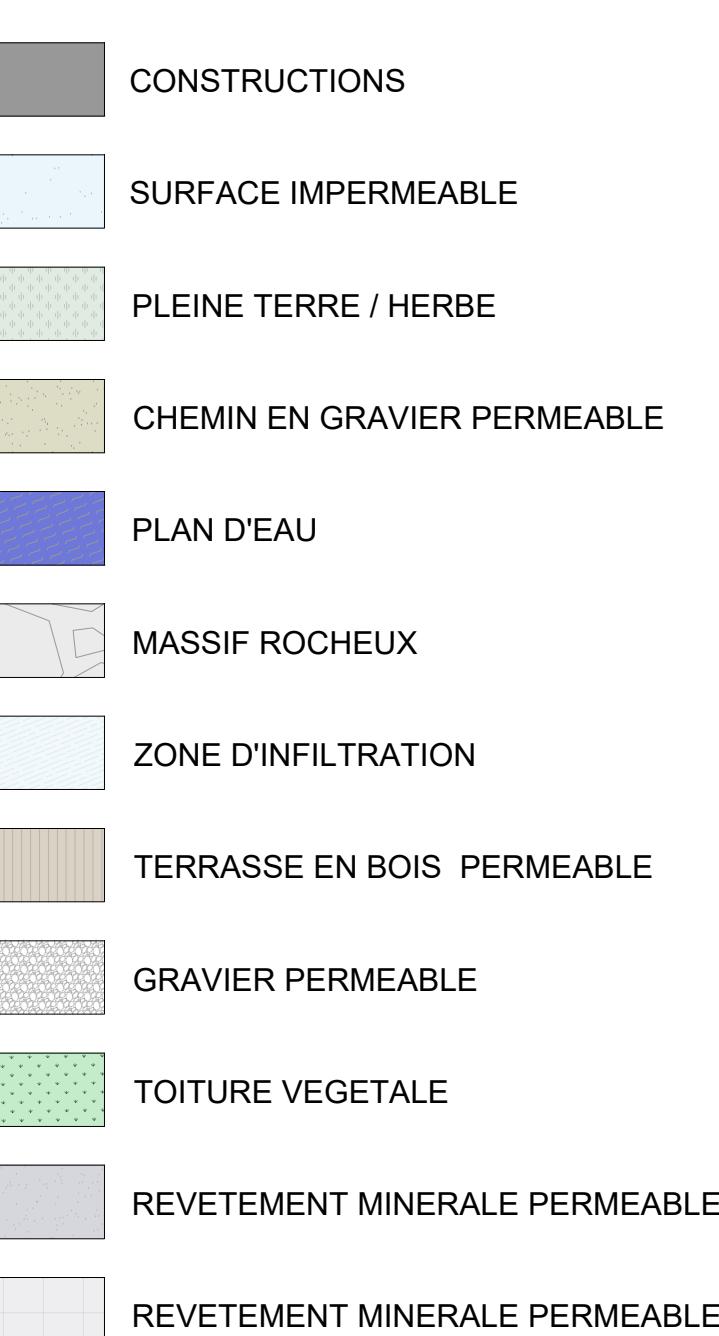 CONSTRUCTIONS
SURFACE IMPERMEABLE
PLEINE TERRE / HERBE
CHEMIN EN GRAVIER PERMEABLE
PLAN D'EAU
MASSIF ROCHEUX
ZONE D'INFILTRATION
TERRASSE EN BOIS  PERMEABLE
GRAVIER PERMEABLE
TOITURE VEGETALE
REVETEMENT MINERALE PERMEABLE
REVETEMENT MINERALE PERMEABLE